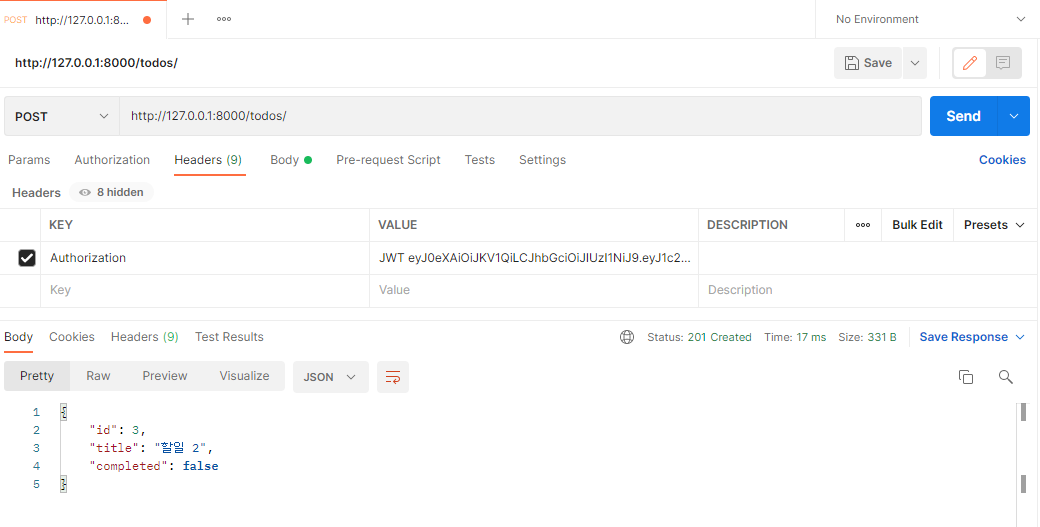 POST http://127.0.0.1:8... No Environment
http://127.0.0.1:8000/todos/ Save
POST http://127.0.0.1:8000/todos/ Send
Params Authorization Headers (9) Body Pre-request Script Tests Settings Cookies
Headers 8 hidden
KEY VALUE DESCRIPTION Bulk Edit Presets
Authorization JWT eyJ0eXAiOiJKV1QiLCJhbGciOiJIUzI1NiJ9.eyJ1c2...
Key Value Description
Body Cookies Headers (9) Test Results Status: 201 Created Time: 17 ms Size: 331 B Save Response
Pretty Raw Preview Visualize JSON
1 {
2 "id": 3,
3 "title": "할일 2",
4 "completed": false
5 }